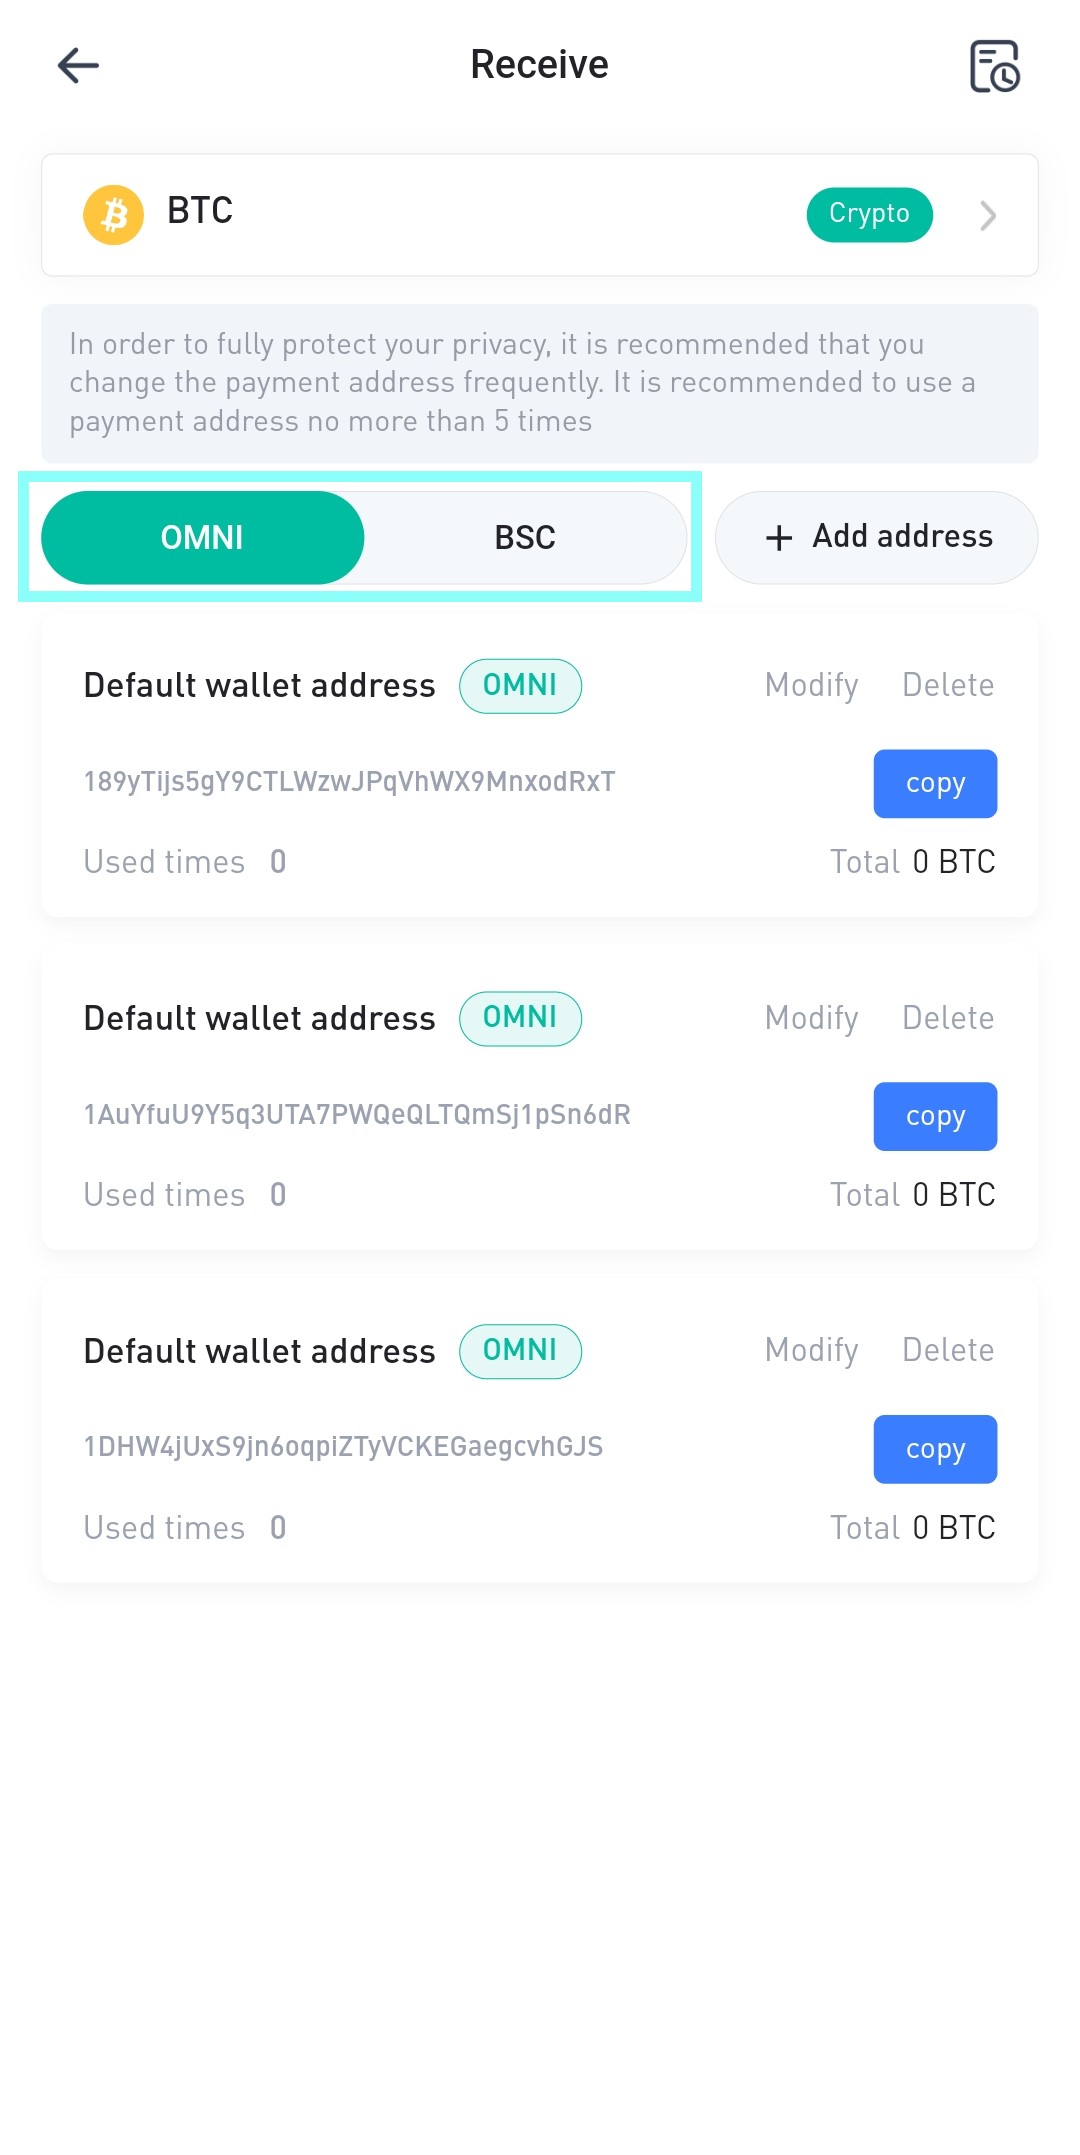 Receive
BTC Crypto
In order to fully protect your privacy, it is recommended that you
change the payment address frequently. It is recommended to use a
payment address no more than 5 times
OMNI BSC + Add address
Default wallet address OMNI Modify Delete
189yTijs5gY9CTLWzwJPqVhWX9MnxodRxT copy
Used times 0 Total 0 BTC
Default wallet address OMNI Modify Delete
1AuYfuU9Y5q3UTA7PWQeQLTQmSj1pSn6dR copy
Used times 0 Total 0 BTC
Default wallet address OMNI Modify Delete
1DHW4jUxS9jn6oqpiZTyVCKEGaegcvhGJS copy
Used times 0 Total 0 BTC